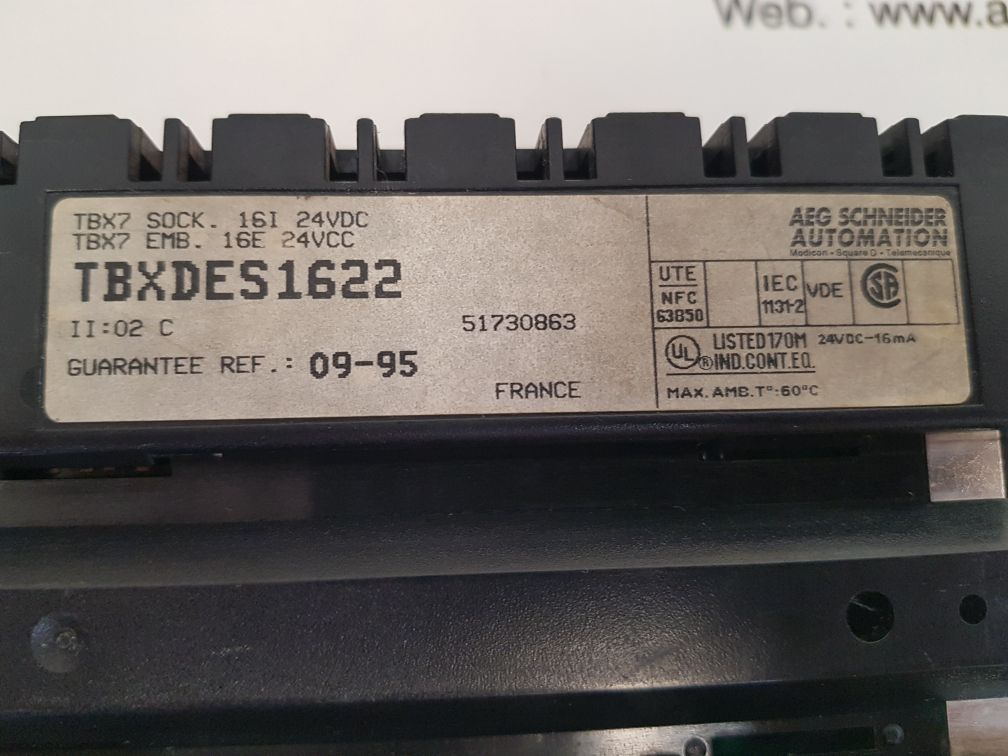 Web. : www.a
TBX7 SOCK. 16I 24VDC
TBX7 EMB. 16E 24VCC
TBXDES1622
II:02 C
51730863
GUARANTEE REF.: 09-95
FRANCE
AEG SCHNEIDER
AUTOMATION
Modicon • Square D • Telemecanique
UTE
NFC
63850
IEC
1131-2
VDE
SA
UL
® LISTED 170M 24VDC-16mA
IND.CONT.EQ.
MAX. AMB. T°:60°C